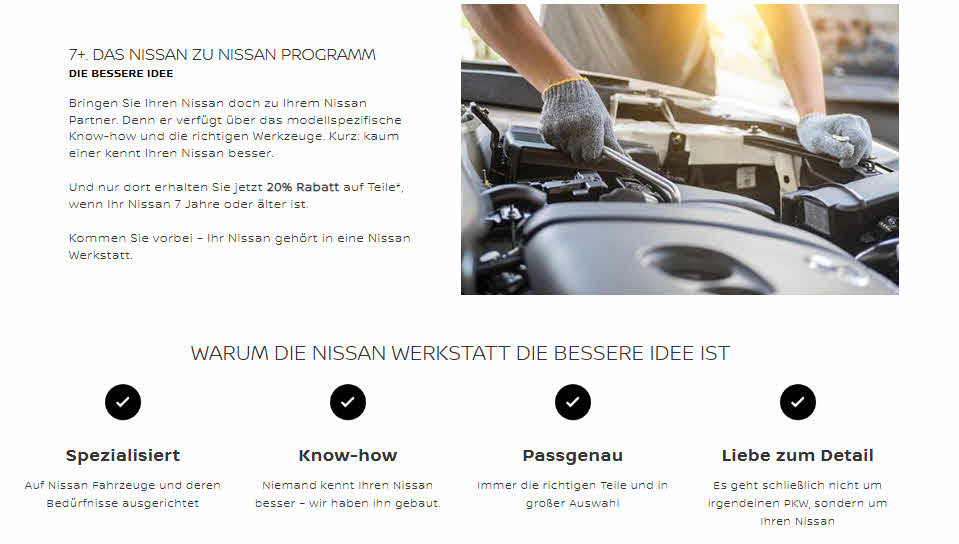 7+. DAS NISSAN ZU NISSAN PROGRAMM
DIE BESSERE IDEE
Bringen Sie Ihren Nissan doch zu Ihrem Nissan
Partner. Denn er verfügt über das modellspezifische
Know-how und die richtigen Werkzeuge. Kurz: kaum
einer kennt Ihren Nissan besser.
Und nur dort erhalten Sie jetzt 20% Rabatt auf Teile*,
wenn Ihr Nissan 7 Jahre oder älter ist.
Kommen Sie vorbei – Ihr Nissan gehört in eine Nissan
Werkstatt.
WARUM DIE NISSAN WERKSTATT DIE BESSERE IDEE IST
Spezialisiert
Auf Nissan Fahrzeuge und deren
Bedürfnisse ausgerichtet
Know-how
Niemand kennt Ihren Nissan
besser – wir haben ihn gebaut.
Passgenau
Immer die richtigen Teile und in
großer Auswahl
Liebe zum Detail
Es geht schließlich nicht um
irgendeinen PKW, sondern um
Ihren Nissan